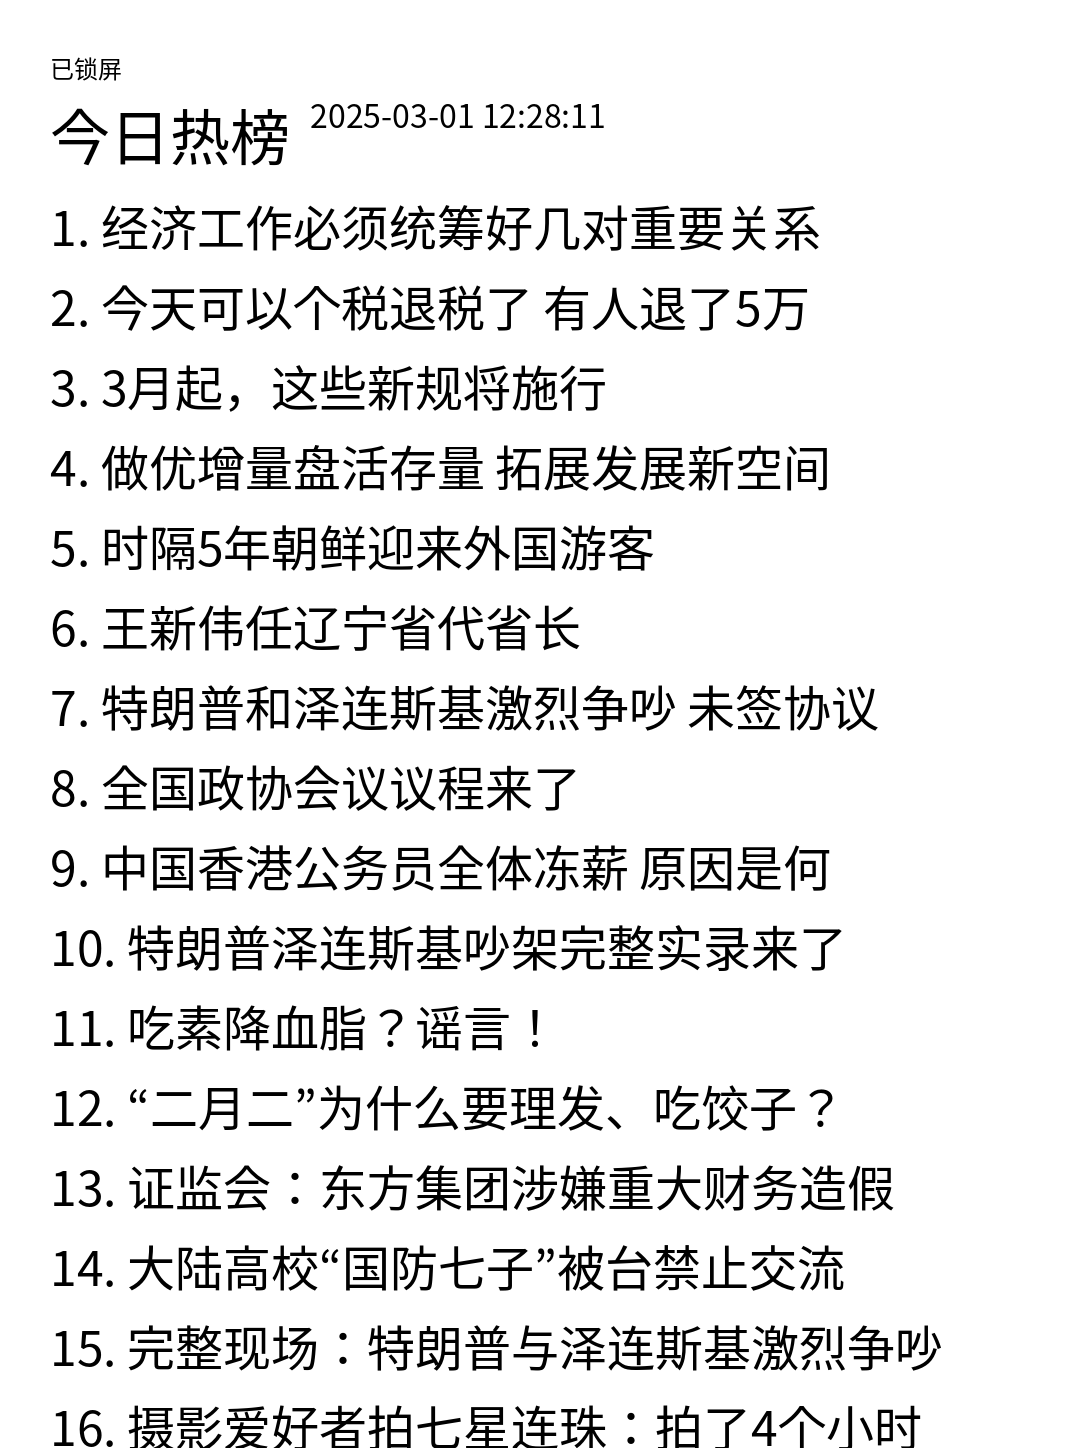 已锁屏
今日热榜 2025-03-01 12:28:11
1. 经济工作必须统筹好几对重要关系
2. 今天可以个税退税了 有人退了5万
3. 3月起，这些新规将施行
4. 做优增量盘活存量 拓展发展新空间
5. 时隔5年朝鲜迎来外国游客
6. 王新伟任辽宁省代省长
7. 特朗普和泽连斯基激烈争吵 未签协议
8. 全国政协会议议程来了
9. 中国香港公务员全体冻薪 原因是何
10. 特朗普泽连斯基吵架完整实录来了
11. 吃素降血脂？谣言！
12. “二月二”为什么要理发、吃饺子？
13. 证监会：东方集团涉嫌重大财务造假
14. 大陆高校“国防七子”被台禁止交流
15. 完整现场：特朗普与泽连斯基激烈争吵
16. 摄影爱好者拍七星连珠：拍了4个小时